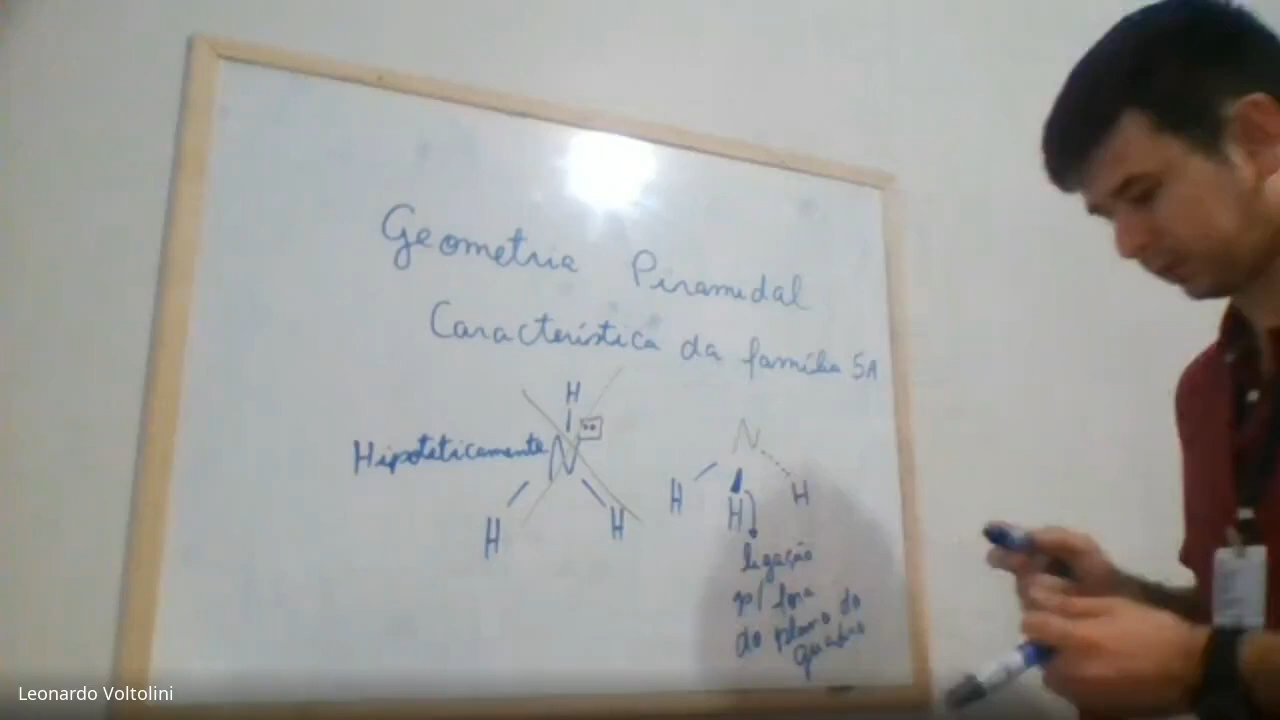 Geometria Piramidal
Característica da família 5A
H
Hipoteticamente N
H H
N
H H H
ligação
p/ fora
do plano do
quadro
Leonardo Voltolini